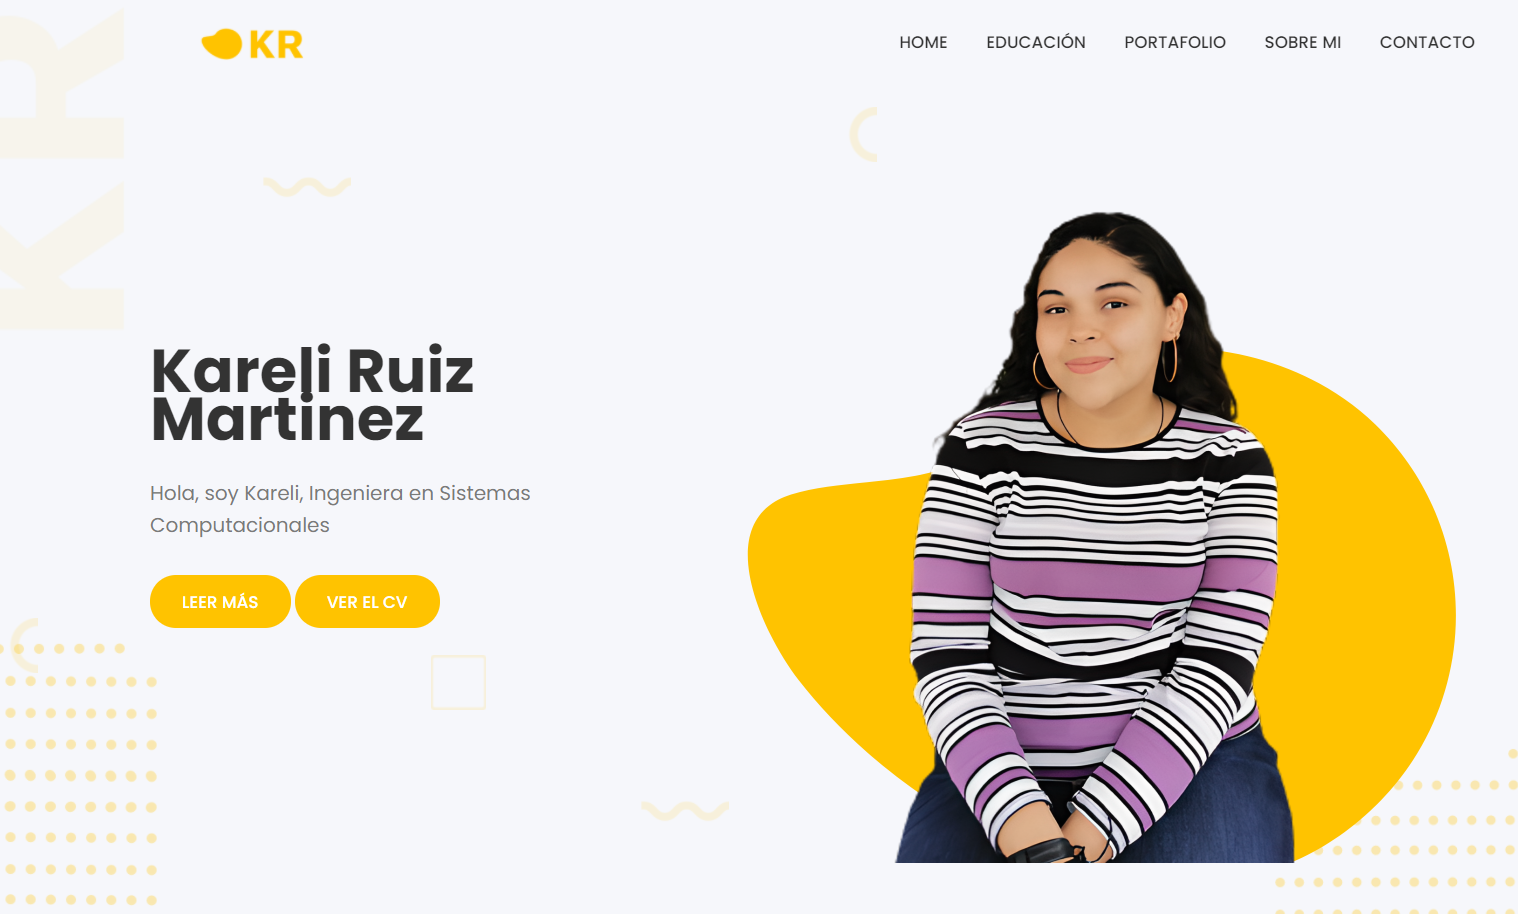 KR
KR
HOME EDUCACIÓN PORTAFOLIO SOBRE MI CONTACTO
Kareli Ruiz
Martinez
Hola, soy Kareli, Ingeniera en Sistemas
Computacionales
LEER MÁS VER EL CV